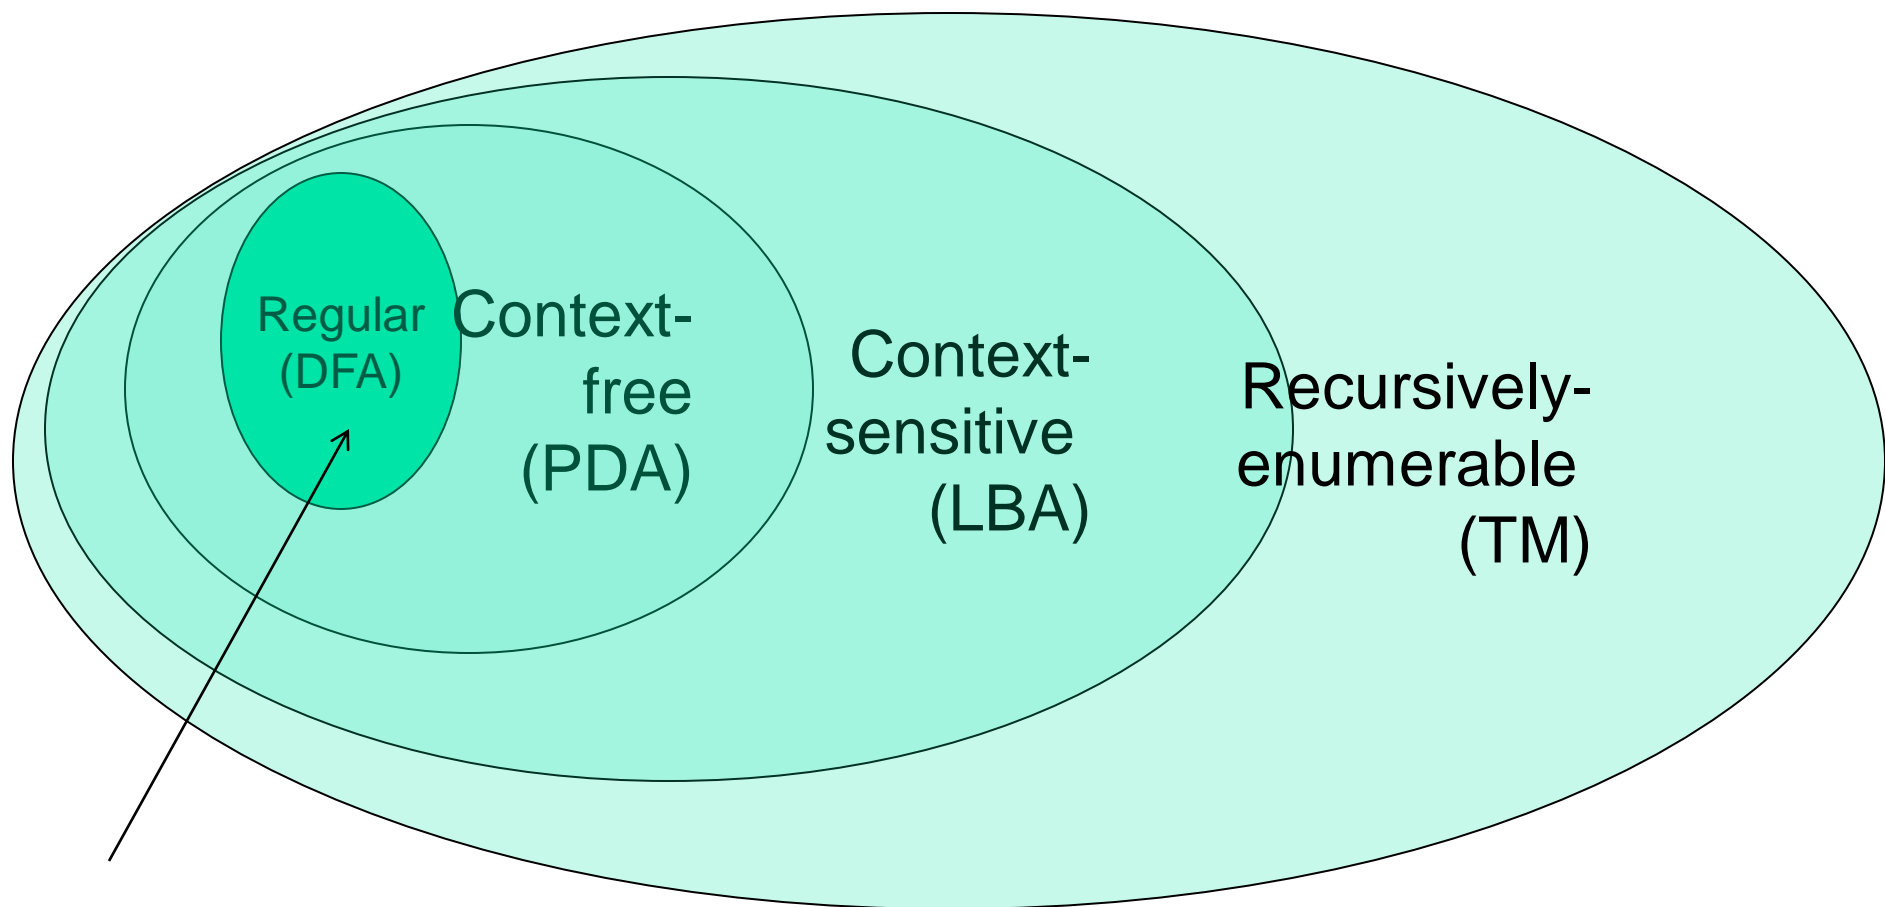 Regular
(DFA)
Context-
free
(PDA)
Context-
sensitive
(LBA)
Recursively-
enumerable
(TM)